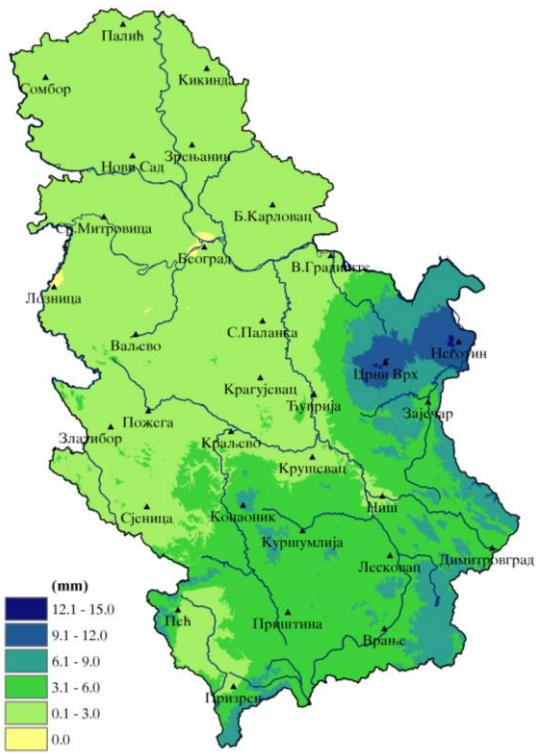 Палић
Кикинда
Сомбор
Зрењанин
Нови Сад
Б.Карловац
Ср.Митровица
Београд
В.Градиште
Лозница
С.Паланка
Ваљево
Неготин
Црни Врх
Крагујевац
Ћуприја
Зајечар
Пожега
Златибор
Краљево
Крушевац
Ниш
Сјеница
Копаоник
Куршумлија
Димитровград
Лесковац
(mm)
12.1 - 15.0
9.1 - 12.0
6.1 - 9.0
3.1 - 6.0
0.1 - 3.0
0.0
Пећ
Приштина
Врање
Призрен